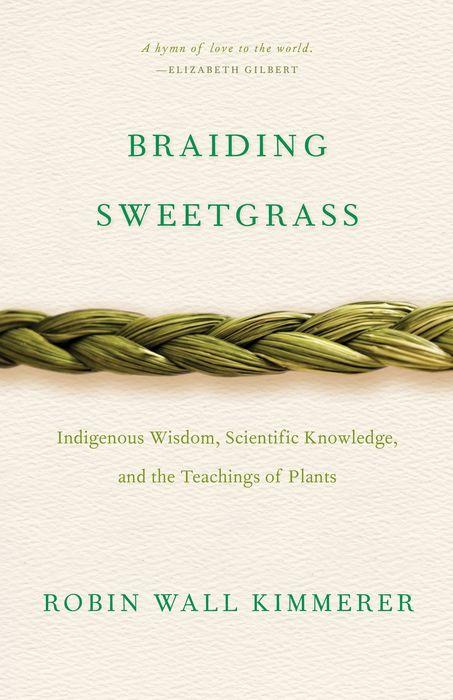 A hymn of love to the world.
—ELIZABETH GILBERT
BRAIDING
SWEETGRASS
Indigenous Wisdom, Scientific Knowledge,
and the Teachings of Plants
ROBIN WALL KIMMERER